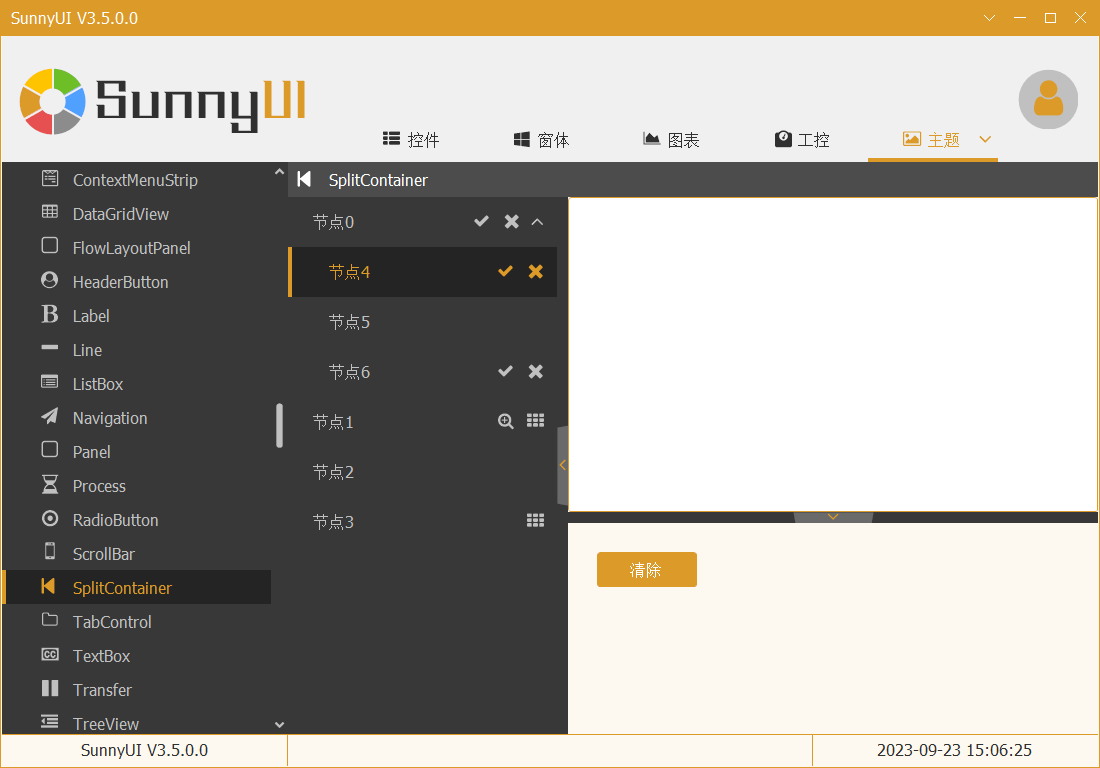 SunnyUI V3.5.0.0
SunnyUI
控件
窗体
图表
工控
主题
ContextMenuStrip
DataGridView
FlowLayoutPanel
HeaderButton
B Label
Line
ListBox
Navigation
Panel
Process
RadioButton
ScrollBar
SplitContainer
TabControl
CC TextBox
Transfer
TreeView
SplitContainer
节点0
节点4
节点5
节点6
节点1
节点2
节点3
清除
SunnyUI V3.5.0.0
2023-09-23 15:06:25